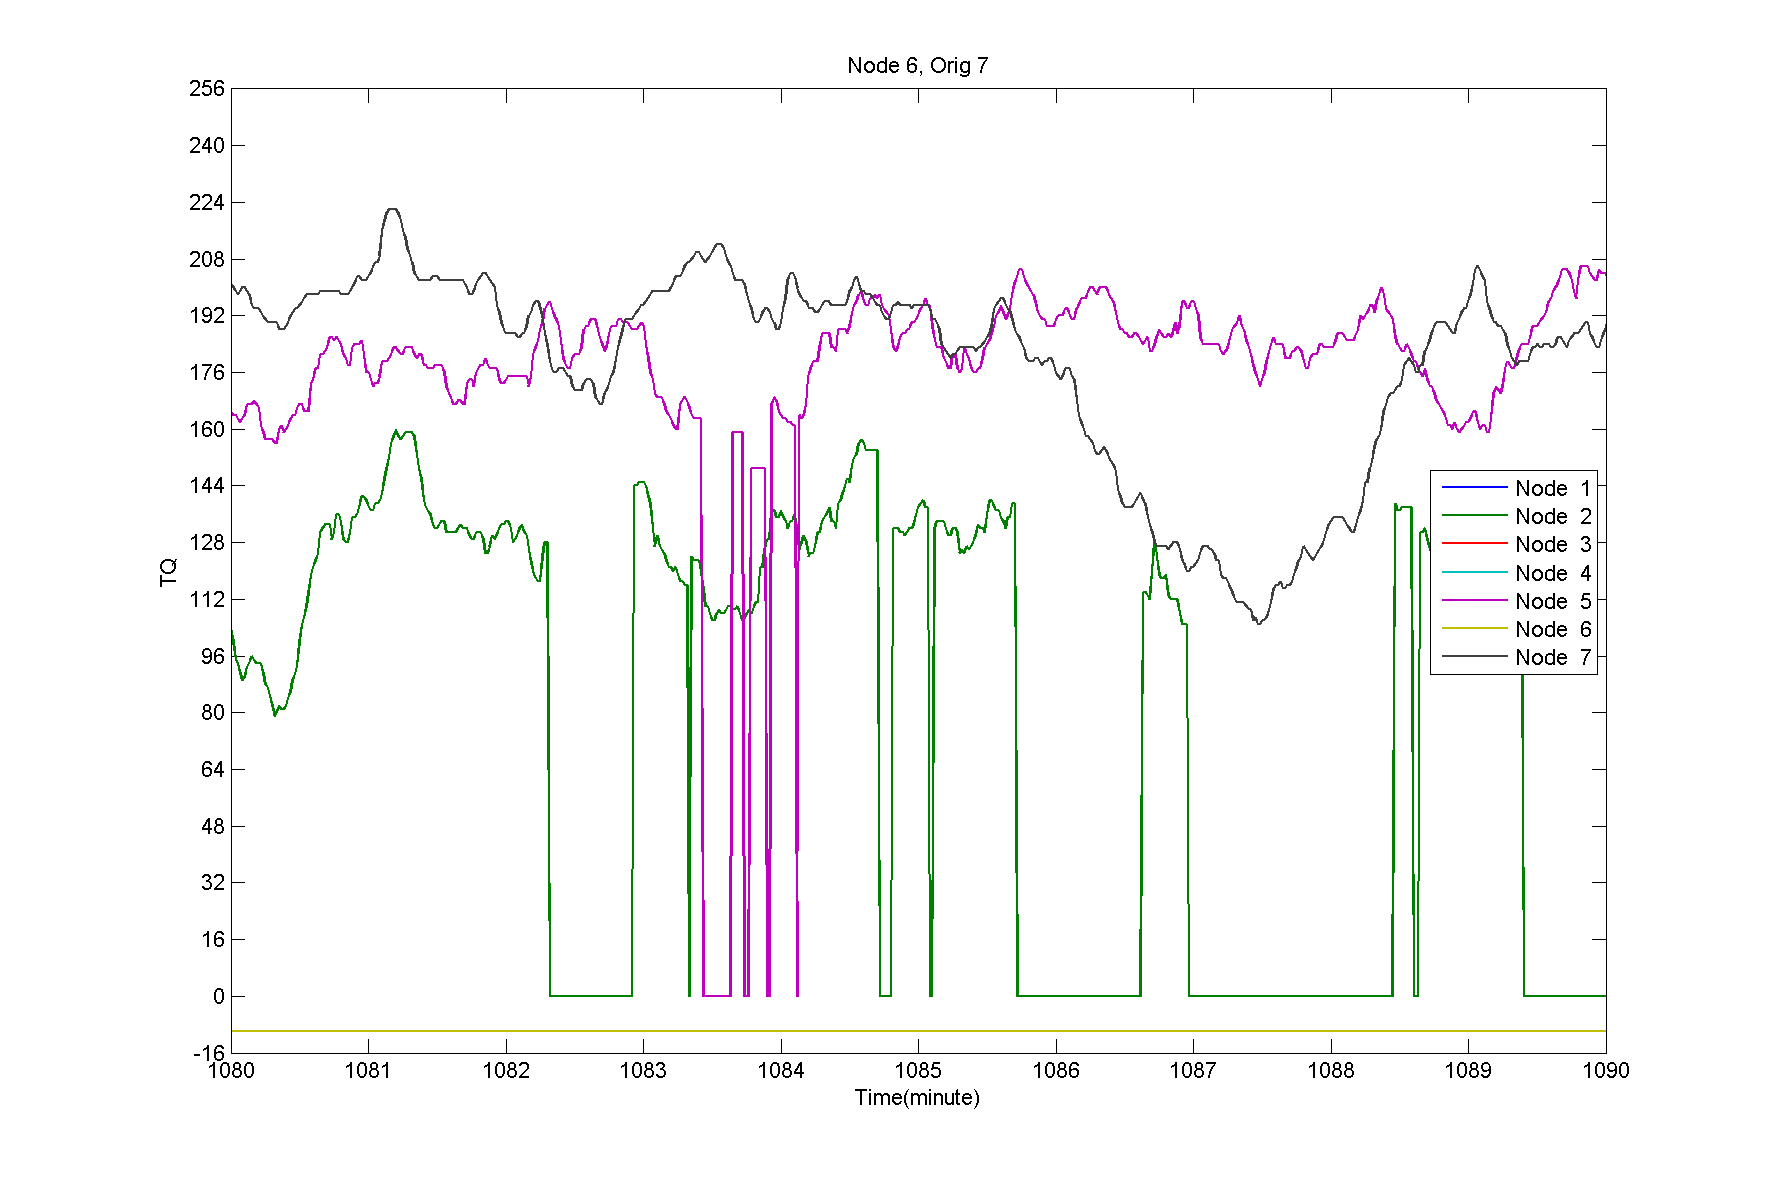 Node 6, Orig 7
256
240
224
208
192
176
160
144
128
112
96
80
64
48
32
16
0
-16
TQ
Node 1
Node 2
Node 3
Node 4
Node 5
Node 6
Node 7
1080 1081 1082 1083 1084 1085 1086 1087 1088 1089 1090
Time(minute)